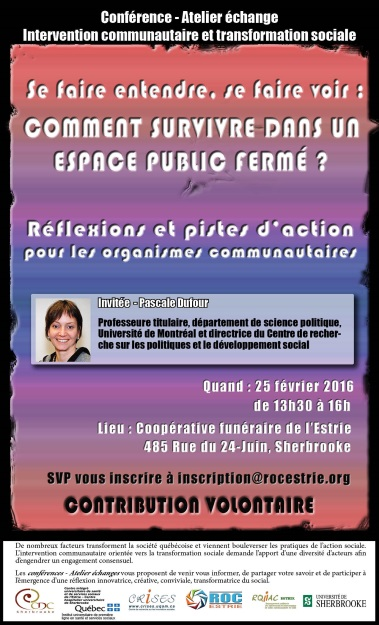 Conférence - Atelier échange
Intervention communautaire et transformation sociale
Se faire entendre, se faire voir :
COMMENT SURVIVRE DANS UN
ESPACE PUBLIC FERMÉ ?
Réflexions et pistes d'action
pour les organismes communautaires
Invitée - Pascale Dufour
Professeure titulaire, département de science politique,
Université de Montréal et directrice du Centre de recher-
che sur les politiques et le développement social
Quand : 25 février 2016
de 13h30 à 16h
Lieu : Coopérative funéraire de l'Estrie
485 Rue du 24-Juin, Sherbrooke
SVP vous inscrire à inscription@rocestrie.org
CONTRIBUTION VOLONTAIRE
De nombreux facteurs transforment la société québécoise et viennent bouleverser les pratiques de l'action sociale.
L'intervention communautaire orientée vers la transformation sociale demande l'apport d'une diversité d'acteurs afin
d'engendrer un engagement consensuel.
Les conférences - Atelier échanges vous proposent de venir vous informer, de partager votre savoir et de participer à
l'émergence d'une réflexion innovatrice, créative, conviviale, transformatrice du social.
CDC
Sherbrooke
Québec
CRISES
www.crises.uqam.ca
ROC
ESTRIE
UNIVERSITÉ DE
SHERBROOKE